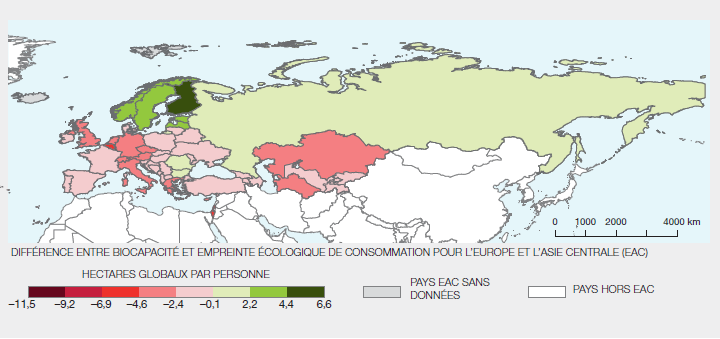 0 1000 2000 4000 km
DIFFÉRENCE ENTRE BIOCAPACITÉ ET EMPREINTE ÉCOLOGIQUE DE CONSOMMATION POUR L'EUROPE ET L'ASIE CENTRALE (EAC)
HECTARES GLOBAUX PAR PERSONNE
–11,5 –9,2 –6,9 –4,6 –2,4 –0,1 2,2 4,4 6,6
PAYS EAC SANS
DONNÉES
PAYS HORS EAC